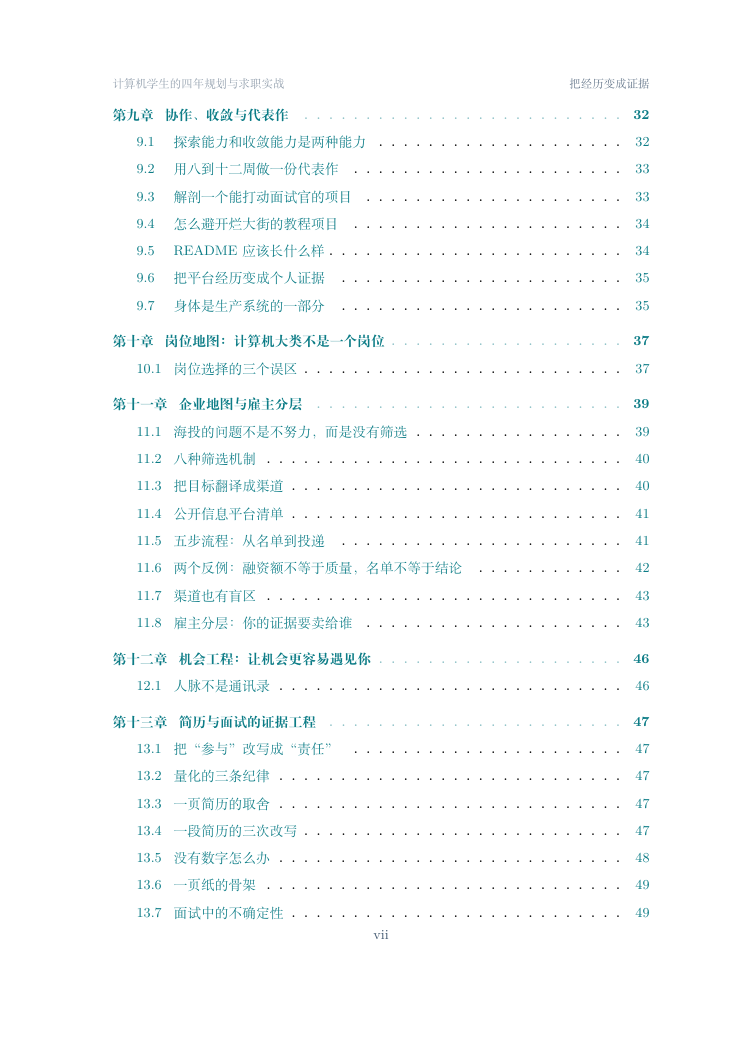 计算机学生的四年规划与求职实战 把经历变成证据
第九章 协作、收敛与代表作 . . . . . . . . . . . . . . . . . . . . . . . . . . 32
9.1 探索能力和收敛能力是两种能力 . . . . . . . . . . . . . . . . . . . . 32
9.2 用八到十二周做一份代表作 . . . . . . . . . . . . . . . . . . . . . . 33
9.3 解剖一个能打动面试官的项目 . . . . . . . . . . . . . . . . . . . . . 33
9.4 怎么避开烂大街的教程项目 . . . . . . . . . . . . . . . . . . . . . . 34
9.5 README 应该长什么样 . . . . . . . . . . . . . . . . . . . . . . . . 34
9.6 把平台经历变成个人证据 . . . . . . . . . . . . . . . . . . . . . . . 35
9.7 身体是生产系统的一部分 . . . . . . . . . . . . . . . . . . . . . . . 35
第十章 岗位地图：计算机大类不是一个岗位 . . . . . . . . . . . . . . . . . . . 37
10.1 岗位选择的三个误区 . . . . . . . . . . . . . . . . . . . . . . . . . . 37
第十一章 企业地图与雇主分层 . . . . . . . . . . . . . . . . . . . . . . . . . 39
11.1 海投的问题不是不努力，而是没有筛选 . . . . . . . . . . . . . . . . . 39
11.2 八种筛选机制 . . . . . . . . . . . . . . . . . . . . . . . . . . . . . 40
11.3 把目标翻译成渠道 . . . . . . . . . . . . . . . . . . . . . . . . . . . 40
11.4 公开信息平台清单 . . . . . . . . . . . . . . . . . . . . . . . . . . . 41
11.5 五步流程：从名单到投递 . . . . . . . . . . . . . . . . . . . . . . . 41
11.6 两个反例：融资额不等于质量，名单不等于结论 . . . . . . . . . . . . 42
11.7 渠道也有盲区 . . . . . . . . . . . . . . . . . . . . . . . . . . . . . 43
11.8 雇主分层：你的证据要卖给谁 . . . . . . . . . . . . . . . . . . . . . 43
第十二章 机会工程：让机会更容易遇见你 . . . . . . . . . . . . . . . . . . . . 46
12.1 人脉不是通讯录 . . . . . . . . . . . . . . . . . . . . . . . . . . . . 46
第十三章 简历与面试的证据工程 . . . . . . . . . . . . . . . . . . . . . . . . 47
13.1 把“参与”改写成“责任” . . . . . . . . . . . . . . . . . . . . . . 47
13.2 量化的三条纪律 . . . . . . . . . . . . . . . . . . . . . . . . . . . . 47
13.3 一页简历的取舍 . . . . . . . . . . . . . . . . . . . . . . . . . . . . 47
13.4 一段简历的三次改写 . . . . . . . . . . . . . . . . . . . . . . . . . . 47
13.5 没有数字怎么办 . . . . . . . . . . . . . . . . . . . . . . . . . . . . 48
13.6 一页纸的骨架 . . . . . . . . . . . . . . . . . . . . . . . . . . . . . 49
13.7 面试中的不确定性 . . . . . . . . . . . . . . . . . . . . . . . . . . . 49
vii